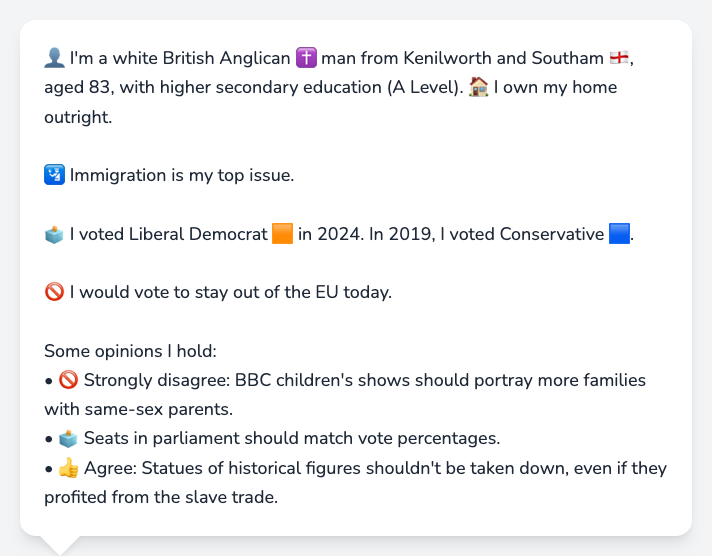 👤 I'm a white British Anglican ✝️ man from Kenilworth and Southam 🏴󠁧󠁢󠁥󠁮󠁧󠁿,
aged 83, with higher secondary education (A Level). 🏠 I own my home
outright.
🛂 Immigration is my top issue.
🗳️ I voted Liberal Democrat 🟧 in 2024. In 2019, I voted Conservative 🟦.
🚫 I would vote to stay out of the EU today.
Some opinions I hold:
• 🚫 Strongly disagree: BBC children's shows should portray more families
with same-sex parents.
• 🗳️ Seats in parliament should match vote percentages.
• 👍 Agree: Statues of historical figures shouldn't be taken down, even if they
profited from the slave trade.